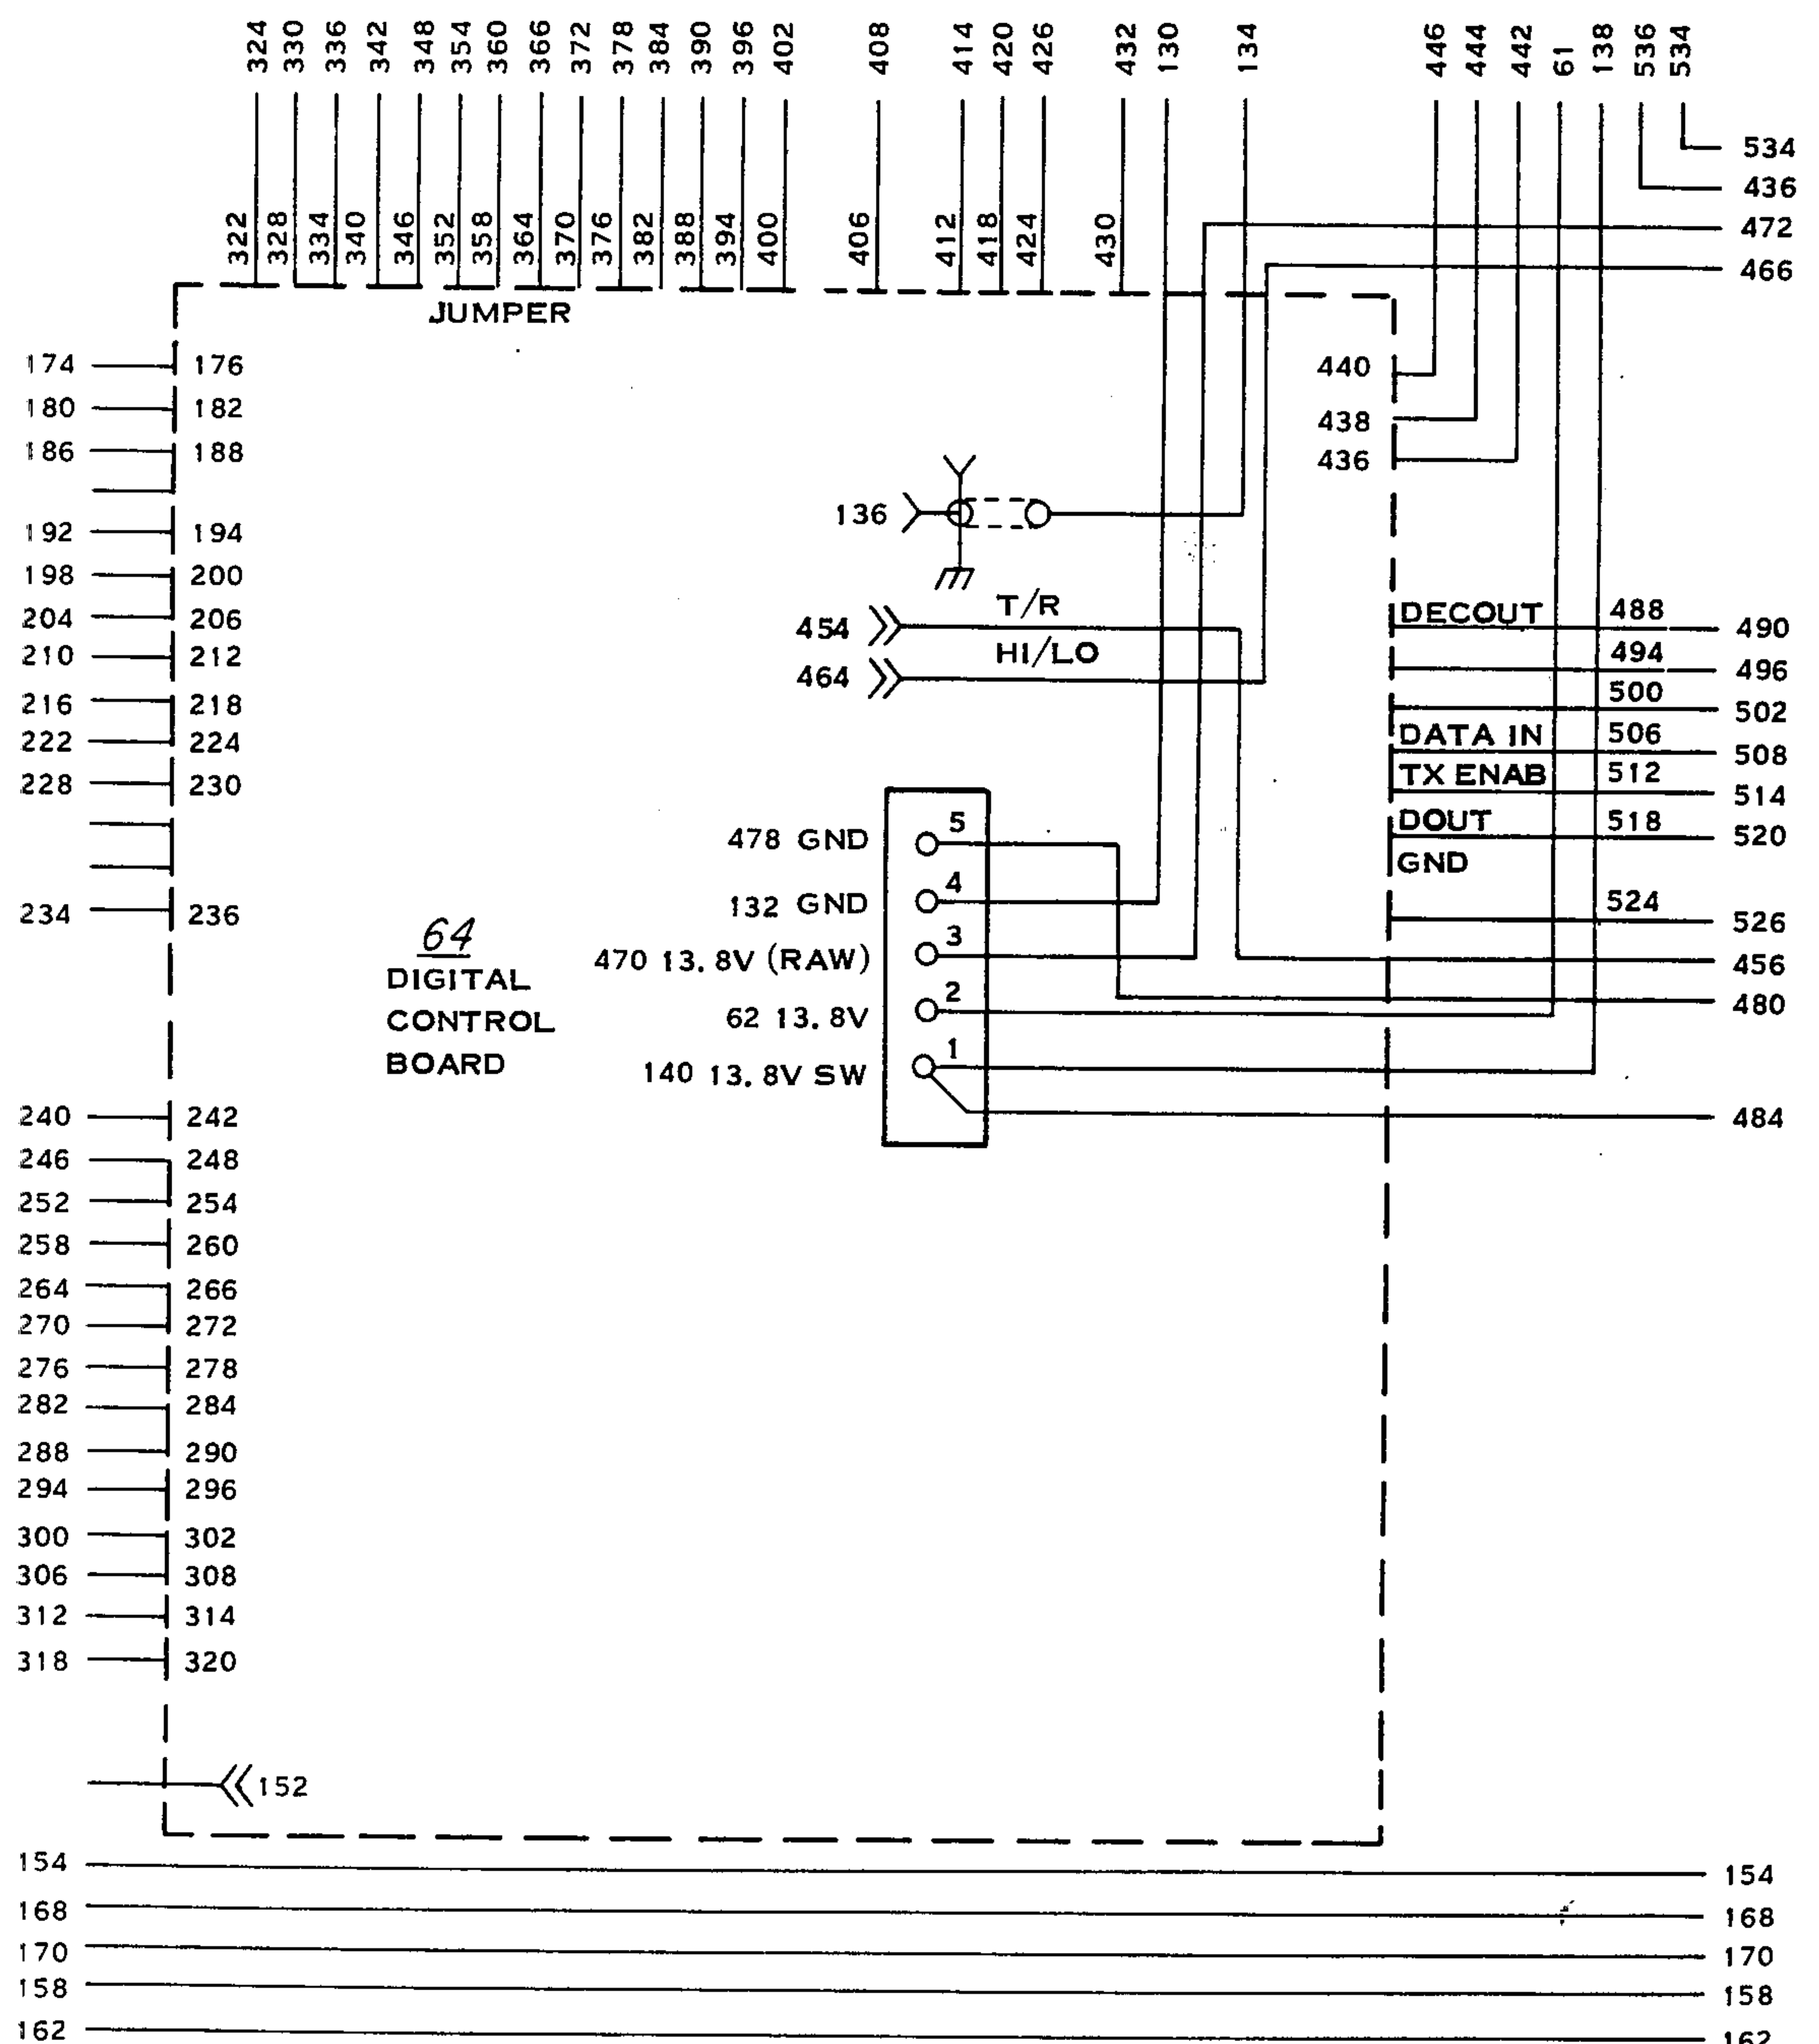 324 330 336 342 348 354 360 366 372 378 384 390 396 402 408 414 420 426 432 130 134 446 444 442 61 138 536 534
534
436
472
466
322 328 334 340 346 352 358 364 370 376 382 388 394 400 406 412 418 424 430
JUMPER
174 176 440
180 182 438
186 188 436
136
192 194
198 200
204 206 454 T/R DECOUT 488 490
210 212 464 HI/LO 494 496
216 218 500 502
222 224 DATA IN 506 508
228 230 TX ENAB 512 514
478 GND 5 DOUT 518 520
GND
132 GND 4
234 236 524 526
64
DIGITAL
CONTROL
BOARD
470 13.8V (RAW) 3 456
480
62 13.8V 2
140 13.8V SW 1
240 242 484
246 248
252 254
258 260
264 266
270 272
276 278
282 284
288 290
294 296
300 302
306 308
312 314
318 320
152
154 154
168 168
170 170
158 158
162 162